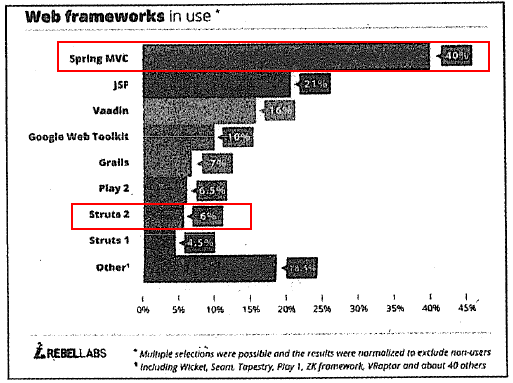 Web frameworks in use *
Spring MVC 40%
JSF 21%
Vaadin 16%
Google Web Toolkit 10%
Grails 7%
Play 2 6.5%
Struts 2 6%
Struts 1 4.5%
Other¹
0% 5% 10% 15% 20% 25% 30% 35% 40% 45%
REBELLABS
* Multiple selections were possible and the results were normalized to exclude non-users
¹ Including Wicket, Seam, Tapestry, Play 1, ZK framework, VRaptor and about 40 others